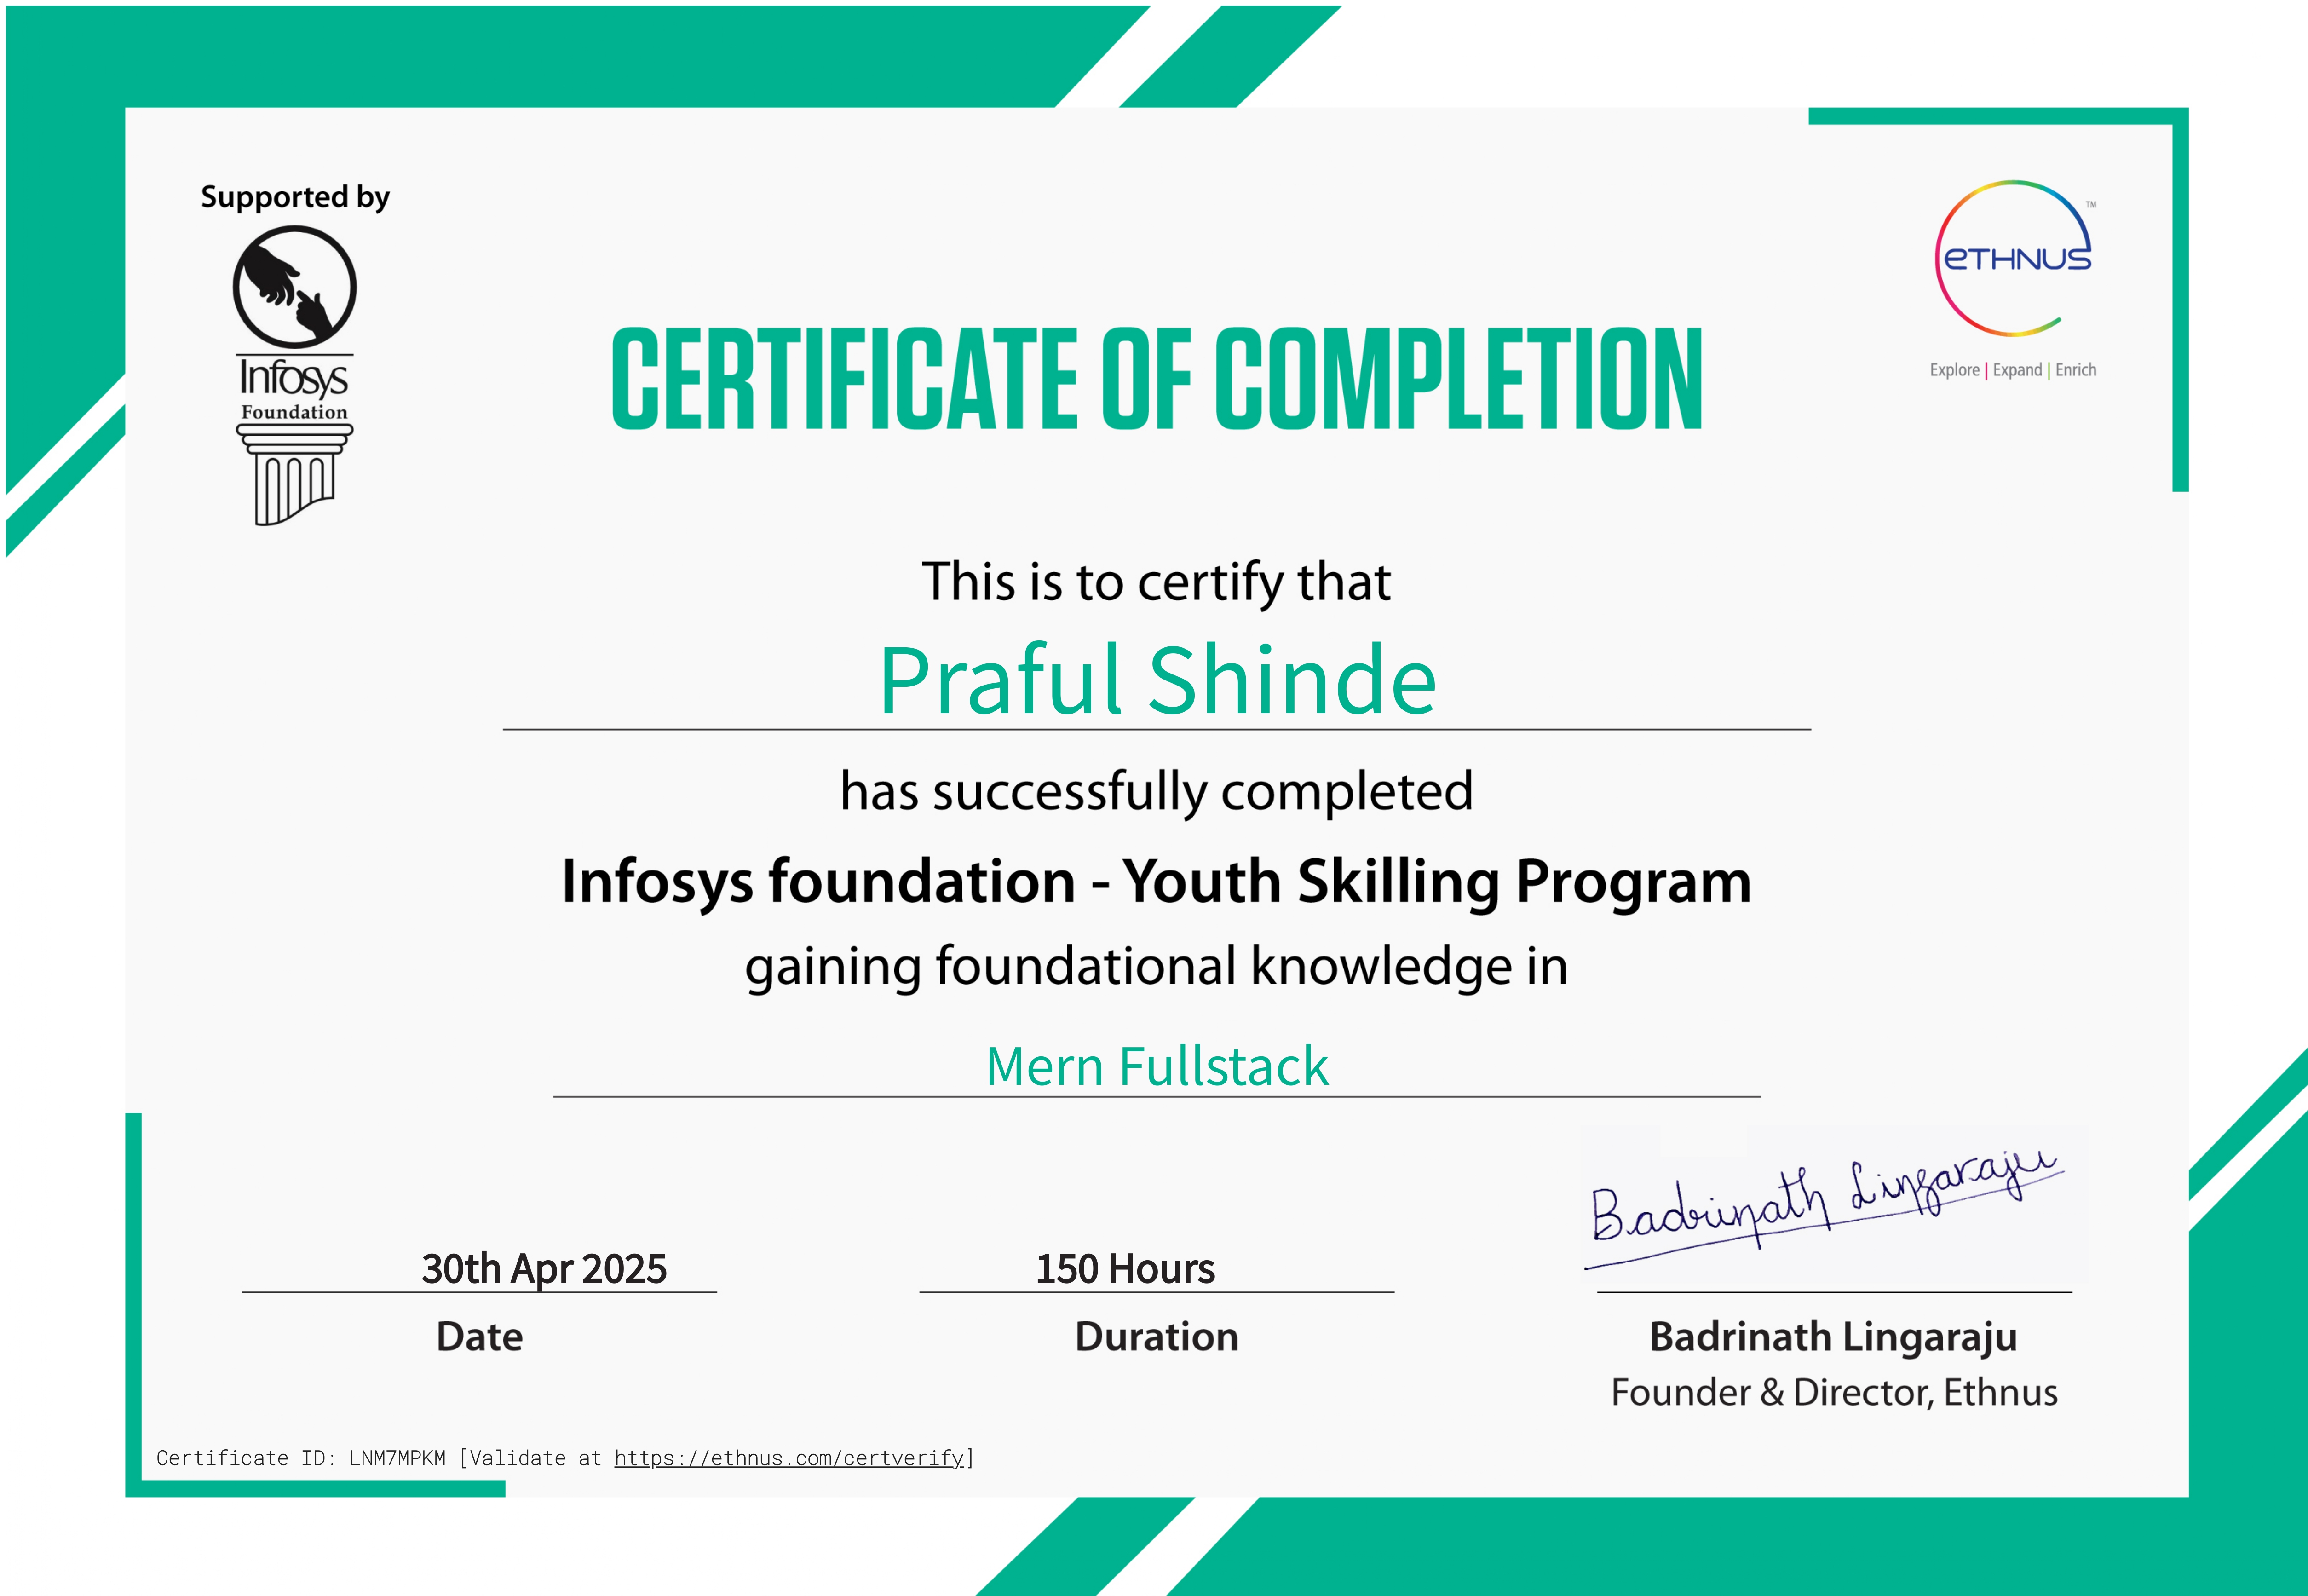 Supported by
Infosys
Foundation
eTHNUS
TM
Explore | Expand | Enrich
CERTIFICATE OF COMPLETION
This is to certify that
Praful Shinde
has successfully completed
Infosys foundation - Youth Skilling Program
gaining foundational knowledge in
Mern Fullstack
Badrinath Lingaraju
30th Apr 2025
150 Hours
Date
Duration
Badrinath Lingaraju
Founder & Director, Ethnus
Certificate ID: LNM7MPKM [Validate at https://ethnus.com/certverify]